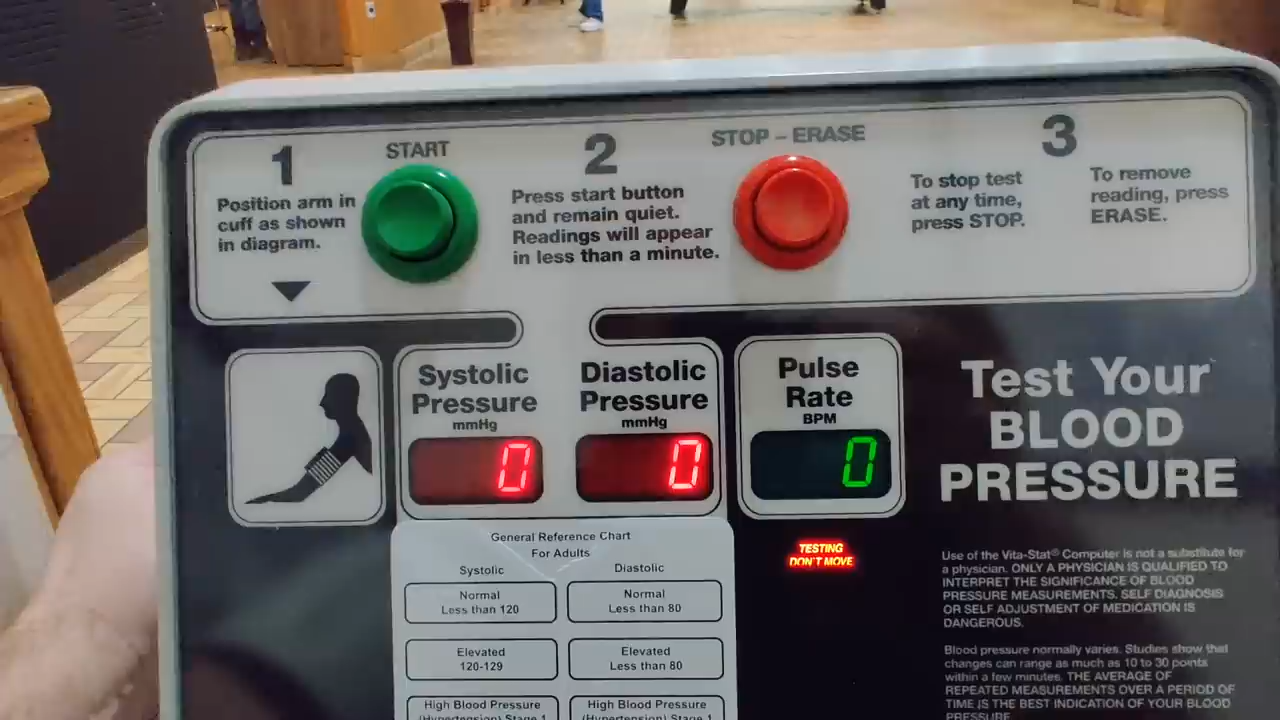 1
Position arm in
cuff as shown
in diagram.
START
2
Press start button
and remain quiet.
Readings will appear
in less than a minute.
STOP – ERASE
3
To stop test
at any time,
press STOP.
To remove
reading, press
ERASE.
Systolic
Pressure
mmHg
0
Diastolic
Pressure
mmHg
0
Pulse
Rate
BPM
0
TESTING
DON'T MOVE
Test Your
BLOOD
PRESSURE
General Reference Chart
For Adults
Systolic
Diastolic
Normal
Less than 120
Normal
Less than 80
Elevated
120-129
Elevated
Less than 80
High Blood Pressure
(Hypertension) Stage 1
High Blood Pressure
(Hypertension) Stage 1
Use of the Vita-Stat® Computer is not a substitute for
a physician. ONLY A PHYSICIAN IS QUALIFIED TO
INTERPRET THE SIGNIFICANCE OF BLOOD
PRESSURE MEASUREMENTS. SELF DIAGNOSIS
OR SELF ADJUSTMENT OF MEDICATION IS
DANGEROUS.
Blood pressure normally varies. Studies show that
changes can range as much as 10 to 30 points
within a few minutes. THE AVERAGE OF
REPEATED MEASUREMENTS OVER A PERIOD OF
TIME IS THE BEST INDICATION OF YOUR BLOOD
PRESSURE.